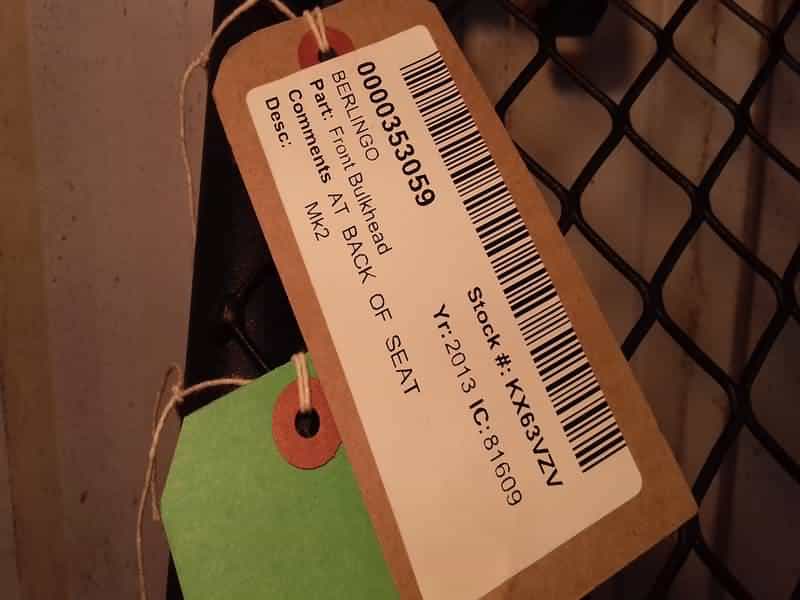 0000353059
Stock #: KX63VZV
BERLINGO
Yr: 2013 IC: 81609
Part: Front Bulkhead
Comments AT BACK OF SEAT
Desc: Mk2